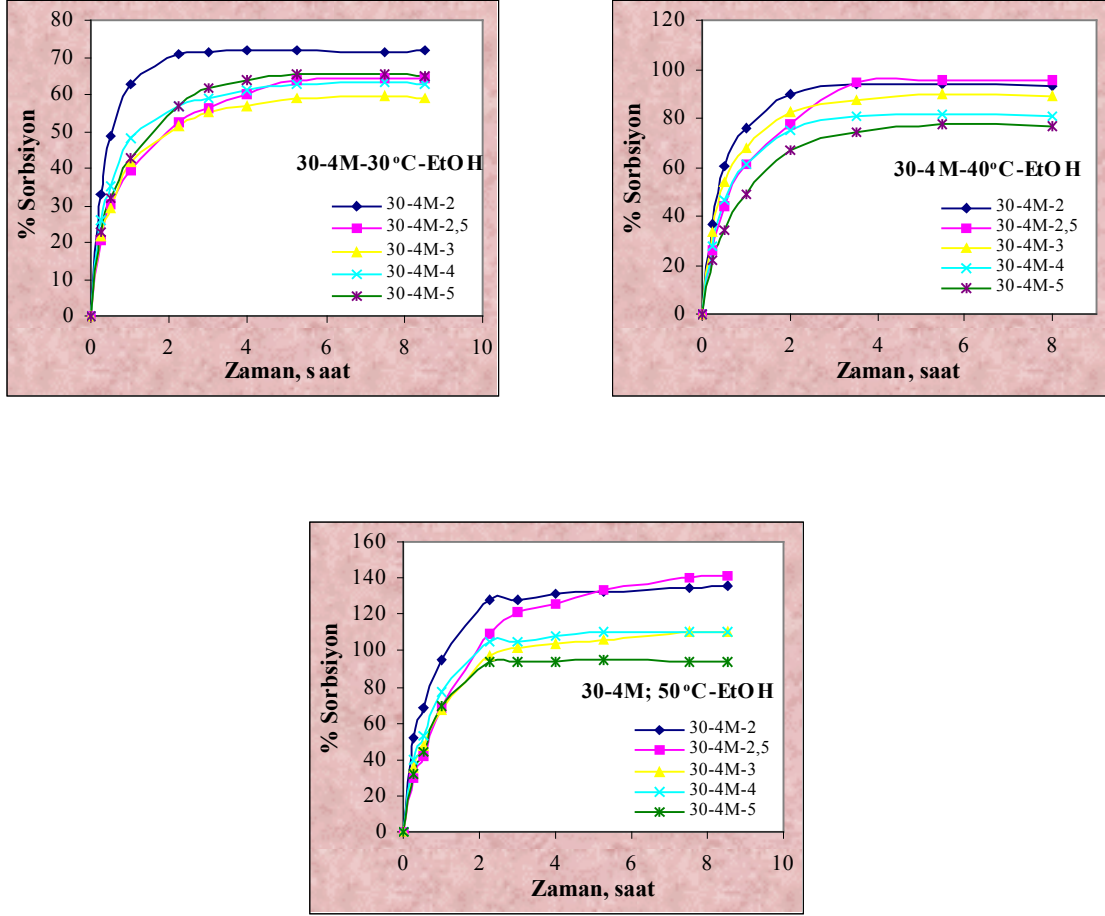 80
70
60
50
40
30
20
10
0
% Sorbsiyon
30-4M-30°C-EtOH
30-4M-2
30-4M-2,5
30-4M-3
30-4M-4
30-4M-5
0 2 4 6 8 10
Zaman, s aat
120
100
80
60
40
20
0
% Sorbsiyon
30-4M-40°C-EtOH
30-4M-2
30-4M-2,5
30-4M-3
30-4M-4
30-4M-5
0 2 4 6 8
Zaman, saat
160
140
120
100
80
60
40
20
0
% Sorbsiyon
30-4M; 50°C-EtOH
30-4M-2
30-4M-2,5
30-4M-3
30-4M-4
30-4M-5
0 2 4 6 8 10
Zaman, saat